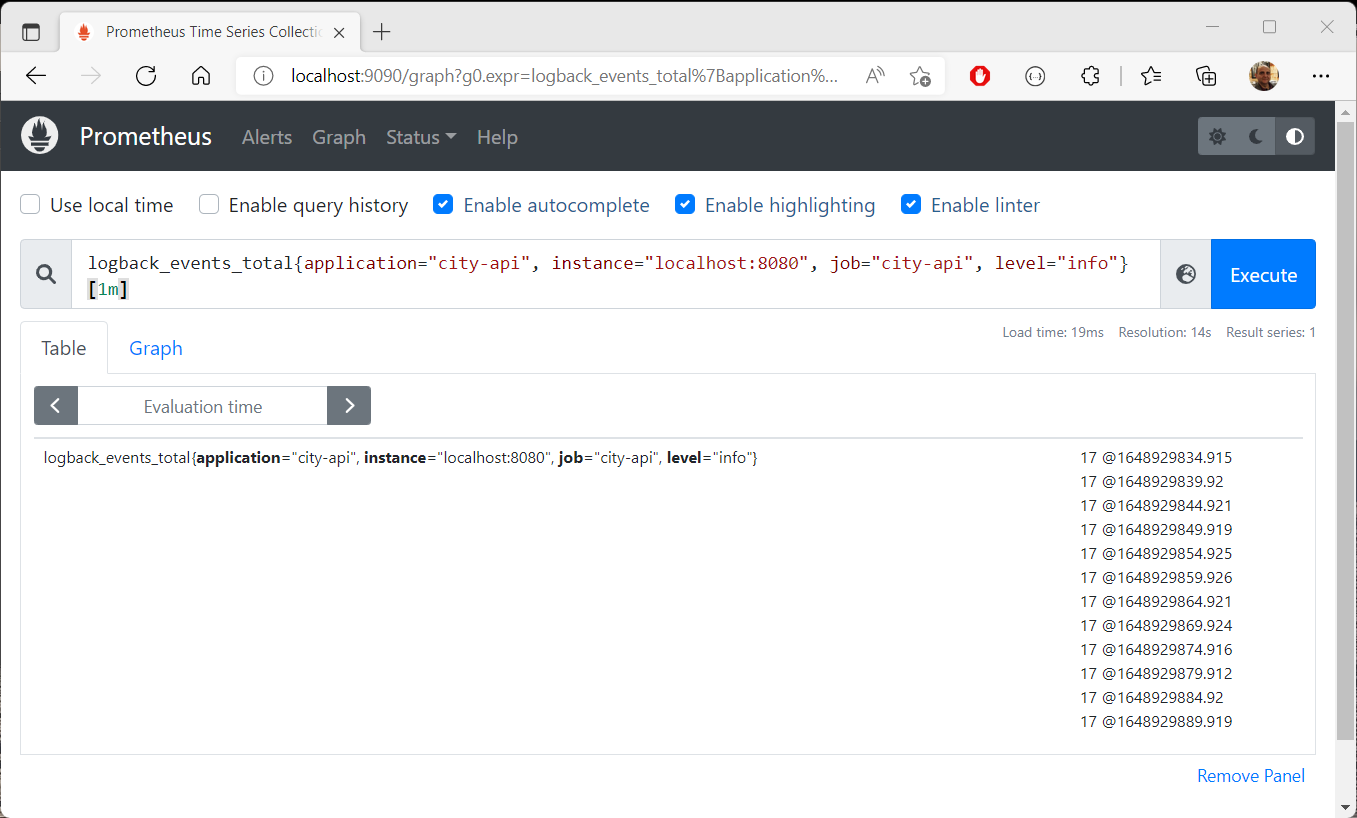 Prometheus Time Series Collectio
localhost:9090/graph?g0.expr=logback_events_total%7Bapplication%...
Prometheus Alerts Graph Status Help
Use local time Enable query history Enable autocomplete Enable highlighting Enable linter
logback_events_total{application="city-api", instance="localhost:8080", job="city-api", level="info"}
[1m]
Execute
Load time: 19ms Resolution: 14s Result series: 1
Table Graph
Evaluation time
logback_events_total{application="city-api", instance="localhost:8080", job="city-api", level="info"} 17 @1648929834.915
17 @1648929839.92
17 @1648929844.921
17 @1648929849.919
17 @1648929854.925
17 @1648929859.926
17 @1648929864.921
17 @1648929869.924
17 @1648929874.916
17 @1648929879.912
17 @1648929884.92
17 @1648929889.919
Remove Panel